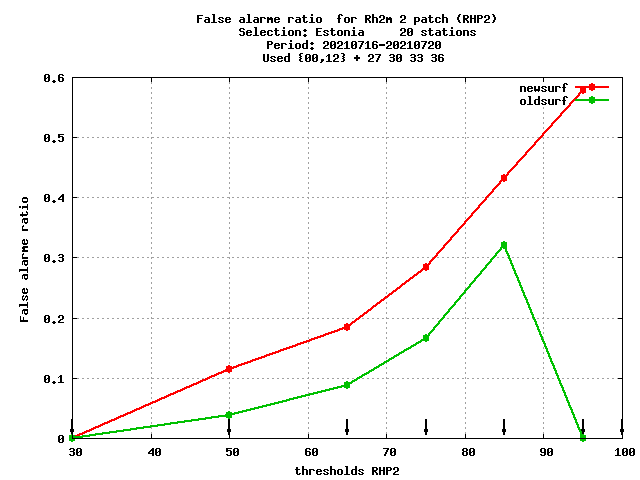 False alarme ratio  for Rh2m 2 patch (RHP2)
Selection: Estonia     20 stations
Period: 20210716-20210720
Used {00,12} + 27 30 33 36
newsurf
oldsurf
0.6
0.5
0.4
0.3
0.2
0.1
0
False alarme ratio
30 40 50 60 70 80 90 100
thresholds RHP2